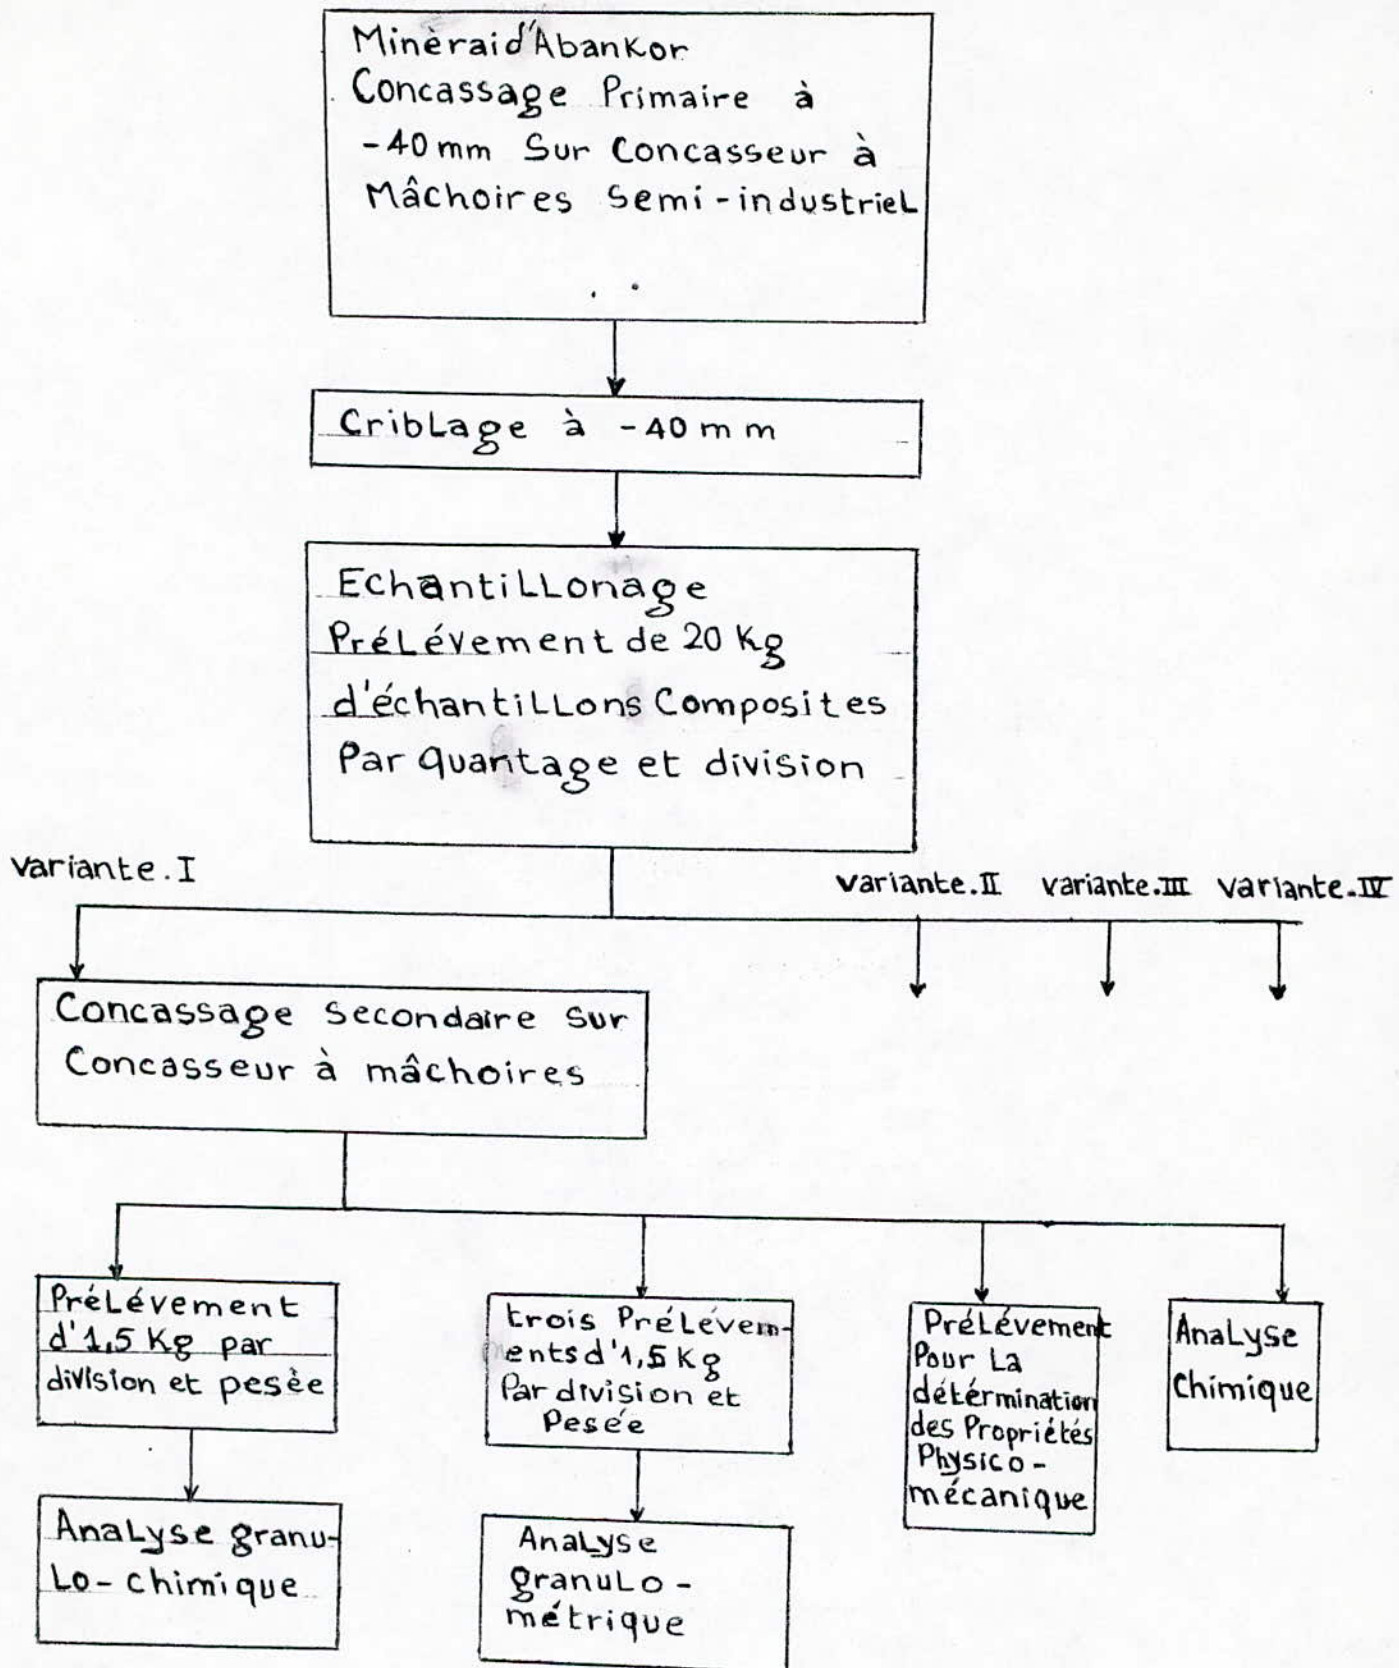 Minèrai d'Abankor
Concassage Primaire à
-40 mm Sur Concasseur à
Mâchoires Semi-industriel
Criblage à -40 mm
Echantillonage
Prélévement de 20 Kg
d'échantillons Composites
Par quantage et division
variante.I
variante.II variante.III variante.IV
Concassage Secondaire Sur
Concasseur à mâchoires
Prélévement
d'1,5 Kg par
division et pesèe
trois Prélévem-
ents d'1,5 Kg
Par division et
Pesée
Prélévement
Pour La
détérmination
des Propriétés
Physico-
mécanique
Analyse
Chimique
Analyse granu-
lo-chimique
Analyse
granulo-
métrique